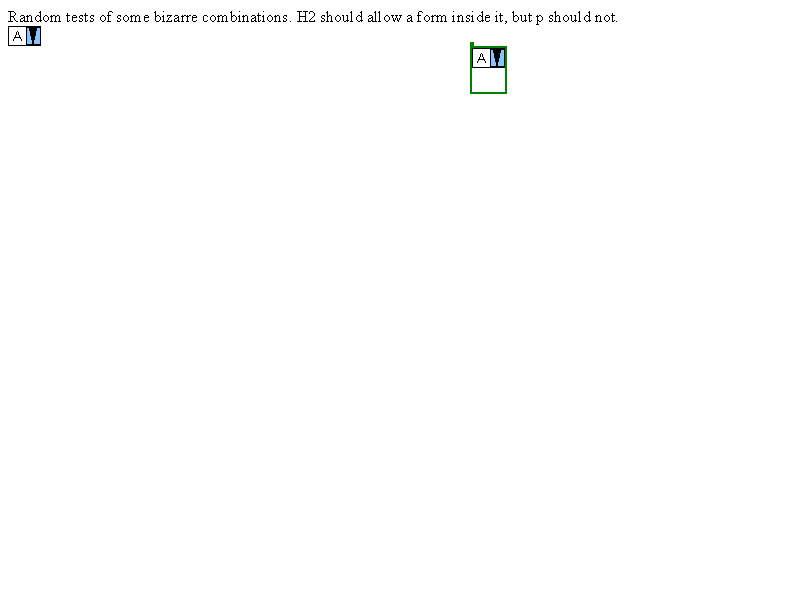 Random tests of some bizarre combinations. H2 should allow a form inside it, but p should not.
A
A